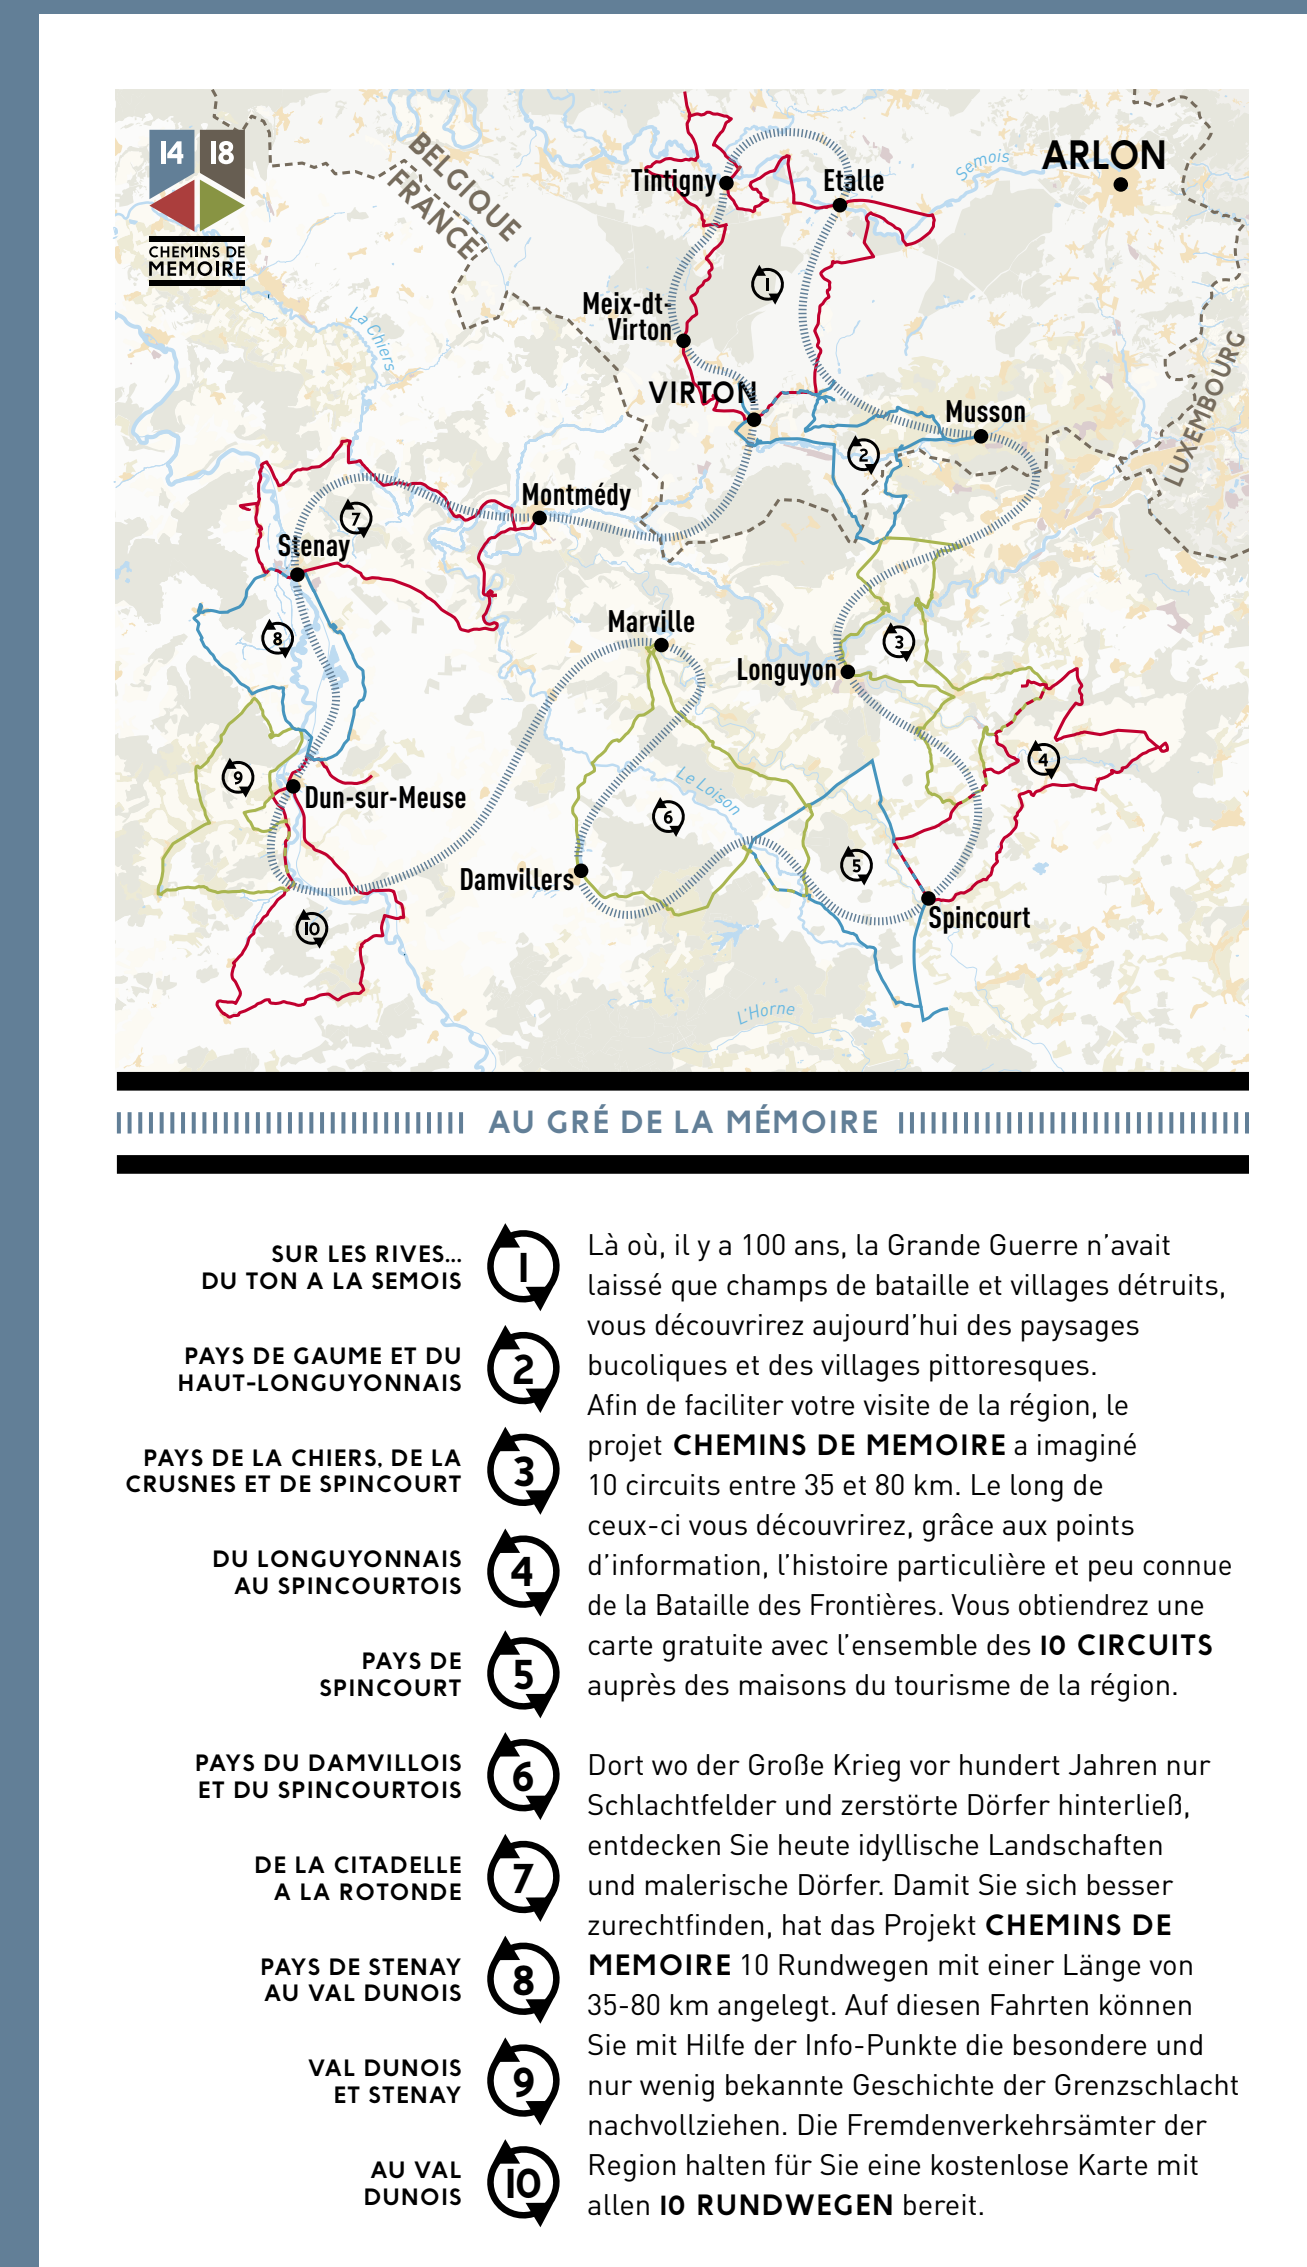 14 18
CHEMINS DE
MEMOIRE
BELGIQUE
FRANCE
Tintigny
Etalle
Semois
ARLON
1
Meix-dt-
Virton
La Chiers
LUXEMBOURG
VIRTON
Musson
2
Montmédy
7
Stenay
Marville
8
3
Longuyon
4
9
Dun-sur-Meuse
Le Loison
6
5
Damvillers
Spincourt
10
L'Horne
AU GRÉ DE LA MÉMOIRE
SUR LES RIVES...
DU TON A LA SEMOIS
1
PAYS DE GAUME ET DU
HAUT-LONGUYONNAIS
2
PAYS DE LA CHIERS, DE LA
CRUSNES ET DE SPINCOURT
3
DU LONGUYONNAIS
AU SPINCOURTOIS
4
PAYS DE
SPINCOURT
5
PAYS DU DAMVILLOIS
ET DU SPINCOURTOIS
6
DE LA CITADELLE
A LA ROTONDE
7
PAYS DE STENAY
AU VAL DUNOIS
8
VAL DUNOIS
ET STENAY
9
AU VAL
DUNOIS
10
Là où, il y a 100 ans, la Grande Guerre n’avait
laissé que champs de bataille et villages détruits,
vous découvrirez aujourd’hui des paysages
bucoliques et des villages pittoresques.
Afin de faciliter votre visite de la région, le
projet CHEMINS DE MEMOIRE a imaginé
10 circuits entre 35 et 80 km. Le long de
ceux-ci vous découvrirez, grâce aux points
d’information, l’histoire particulière et peu connue
de la Bataille des Frontières. Vous obtiendrez une
carte gratuite avec l’ensemble des 10 CIRCUITS
auprès des maisons du tourisme de la région.
Dort wo der Große Krieg vor hundert Jahren nur
Schlachtfelder und zerstörte Dörfer hinterließ,
entdecken Sie heute idyllische Landschaften
und malerische Dörfer. Damit Sie sich besser
zurechtfinden, hat das Projekt CHEMINS DE
MEMOIRE 10 Rundwegen mit einer Länge von
35-80 km angelegt. Auf diesen Fahrten können
Sie mit Hilfe der Info-Punkte die besondere und
nur wenig bekannte Geschichte der Grenzschlacht
nachvollziehen. Die Fremdenverkehrsämter der
Region halten für Sie eine kostenlose Karte mit
allen 10 RUNDWEGEN bereit.